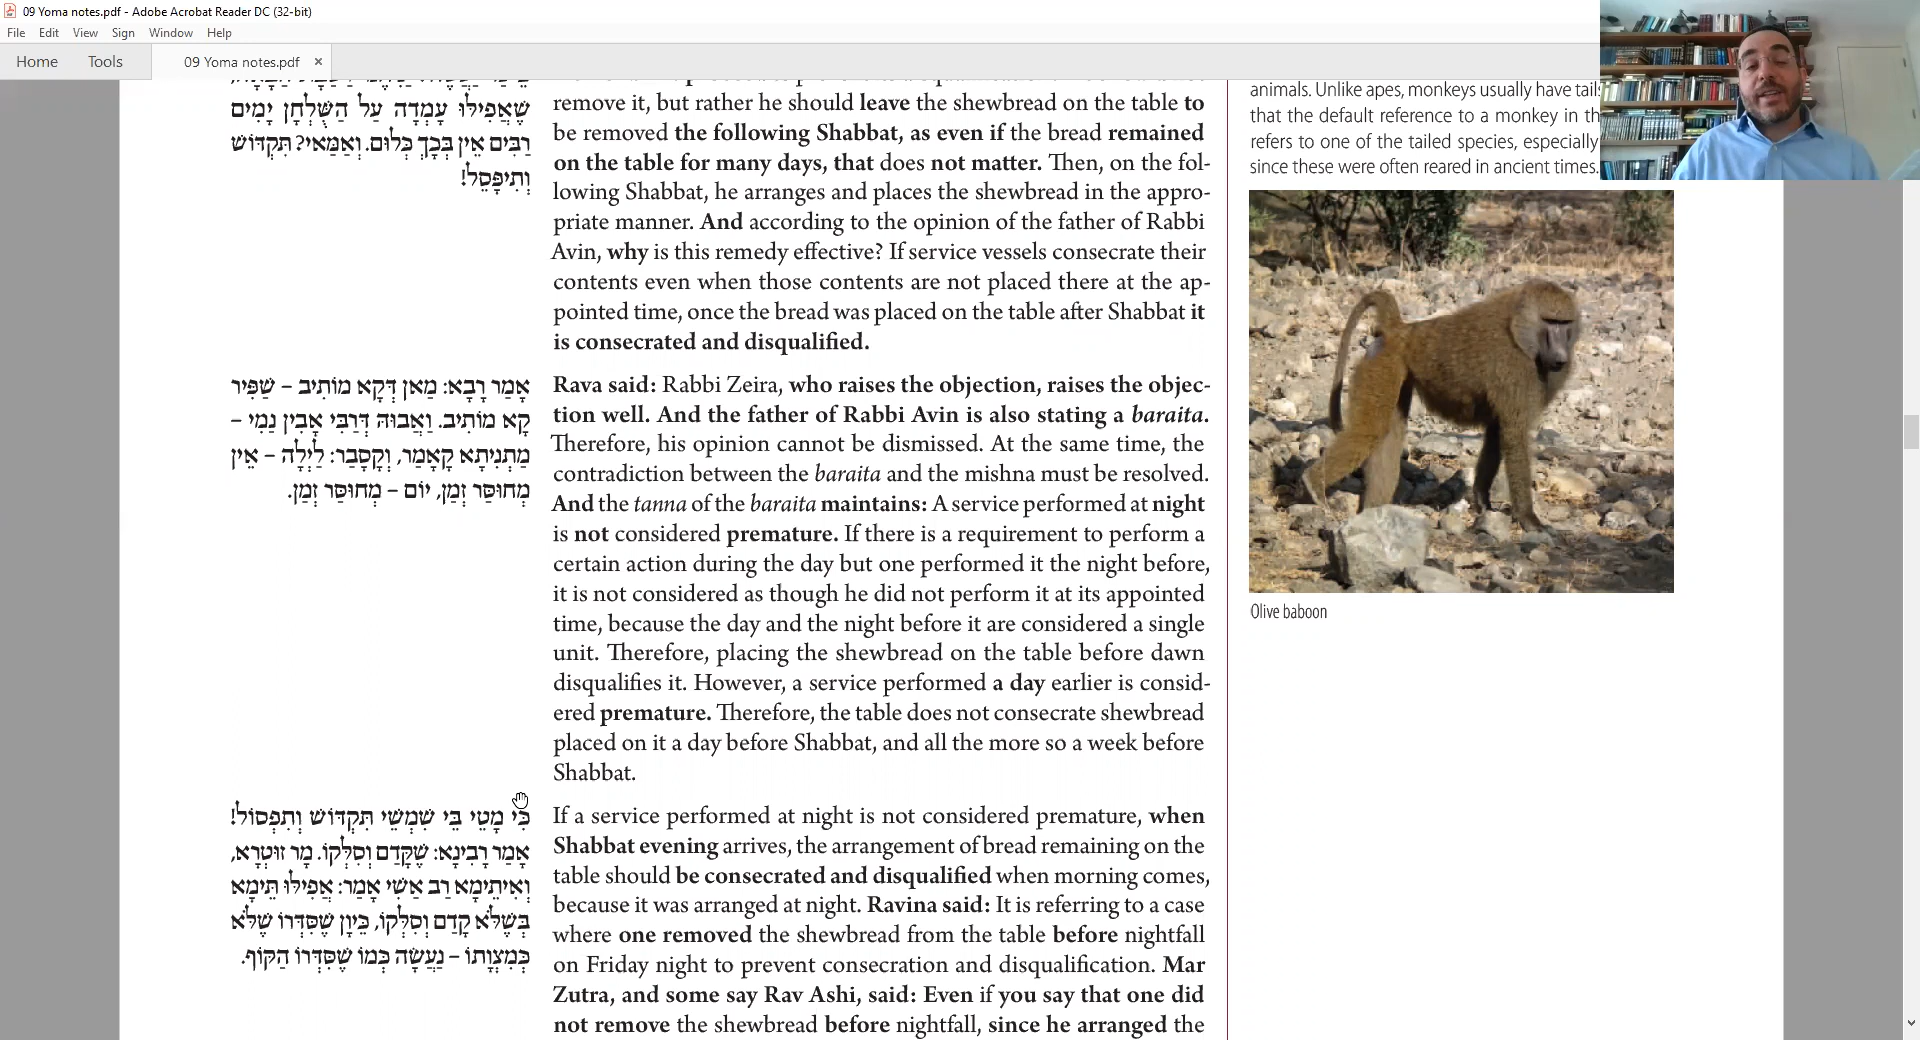 09 Yoma notes.pdf - Adobe Acrobat Reader DC (32-bit)
File Edit View Sign Window Help
Home Tools 09 Yoma notes.pdf ×
שֶׁאֲפִילּוּ עָמְדָה עַל הַשֻּׁלְחָן יָמִים
רַבִּים אֵין בְּכָךְ כְּלוּם. וְאַמַּאי? תִּקְדּוֹשׁ
וְתִיפָּסֵל!
אָמַר רָבָא: מַאן דְּקָא מוֹתִיב – שַׁפִּיר
קָא מוֹתִיב. וַאֲבוּהּ דְּרַבִּי אָבִין נַמִי –
מַתְנִיתָא קָאָמַר, וְקָסָבַר: לַיְלָה – אֵין
מְחוּסַּר זְמַן, יוֹם – מְחוּסַּר זְמַן.
כִּי מָטֵי בֵּי שִׁמְשֵׁי תִּקְדּוֹשׁ וְתִפְסוֹל!
אָמַר רָבִינָא: שֶׁקָּדַם וְסִלְּקוֹ. מָר זוּטְרָא,
וְאִיתֵּימָא רַב אַשִׁי אָמַר: אֲפִילּוּ תֵּימָא
בְּשֶׁלֹּא קָדַם וְסִלְּקוֹ, כֵּיוָן שֶׁסִּדְּרוֹ שֶׁלֹּא
כְּמִצְוָתוֹ – נַעֲשָׂה כְּמוֹ שֶׁסִּדְּרוֹ הַקּוֹף.
remove it, but rather he should leave the shewbread on the table to
be removed the following Shabbat, as even if the bread remained
on the table for many days, that does not matter. Then, on the fol-
lowing Shabbat, he arranges and places the shewbread in the appro-
priate manner. And according to the opinion of the father of Rabbi
Avin, why is this remedy effective? If service vessels consecrate their
contents even when those contents are not placed there at the ap-
pointed time, once the bread was placed on the table after Shabbat it
is consecrated and disqualified.
Rava said: Rabbi Zeira, who raises the objection, raises the objec-
tion well. And the father of Rabbi Avin is also stating a baraita.
Therefore, his opinion cannot be dismissed. At the same time, the
contradiction between the baraita and the mishna must be resolved.
And the tanna of the baraita maintains: A service performed at night
is not considered premature. If there is a requirement to perform a
certain action during the day but one performed it the night before,
it is not considered as though he did not perform it at its appointed
time, because the day and the night before it are considered a single
unit. Therefore, placing the shewbread on the table before dawn
disqualifies it. However, a service performed a day earlier is consid-
ered premature. Therefore, the table does not consecrate shewbread
placed on it a day before Shabbat, and all the more so a week before
Shabbat.
If a service performed at night is not considered premature, when
Shabbat evening arrives, the arrangement of bread remaining on the
table should be consecrated and disqualified when morning comes,
because it was arranged at night. Ravina said: It is referring to a case
where one removed the shewbread from the table before nightfall
on Friday night to prevent consecration and disqualification. Mar
Zutra, and some say Rav Ashi, said: Even if you say that one did
not remove the shewbread before nightfall, since he arranged the
animals. Unlike apes, monkeys usually have
that the default reference to a monkey in
refers to one of the tailed species, especially
since these were often reared in ancient times.
Olive baboon